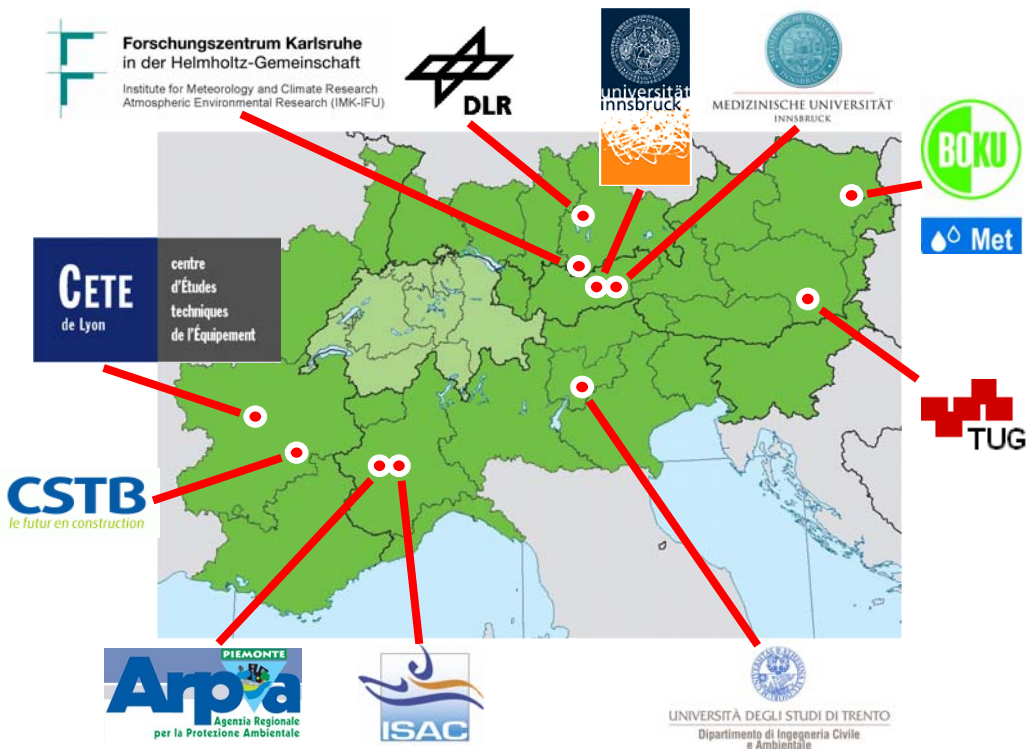 Forschungszentrum Karlsruhe
in der Helmholtz-Gemeinschaft
Institute for Meteorology and Climate Research
Atmospheric Environmental Research (IMK-IFU)
DLR
universität
innsbruck
MEDIZINISCHE UNIVERSITÄT
INNSBRUCK
BOKU
Met
CETE
de Lyon
centre
d'Études
techniques
de l'Équipement
TUG
CSTB
le futur en construction
PIEMONTE
Arpa
Agenzia Regionale
per la Protezione Ambientale
ISAC
UNIVERSITÀ DEGLI STUDI DI TRENTO
Dipartimento di Ingegneria Civile
e Ambientale